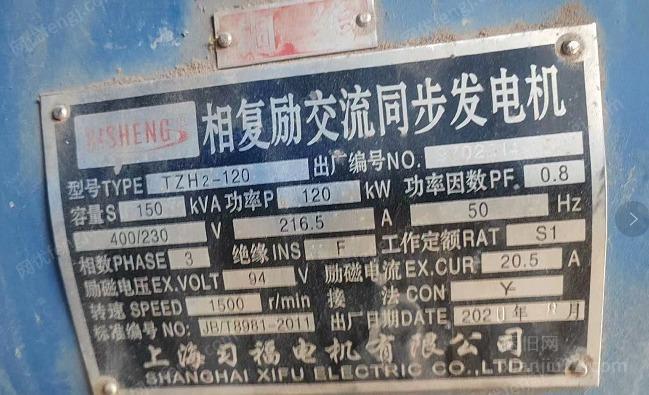 SHENG 相复励交流同步发电机
型号TYPE TZH2-120 出厂编号NO.
容量S 150 kVA 功率P 120 kW 功率因数PF. 0.8
400/230 V 216.5 A 50 Hz
相数PHASE 3 绝缘INS F 工作定额RAT S1
励磁电压EX.VOLT 94 V 励磁电流EX.CUR 20.5 A
转速SPEED 1500 r/min 接 法CON Y
标准编号NO: JB/T8981-2011 出厂日期DATE 202 年 月
上海习福电机有限公司
SHANGHAI XIFU ELECTRIC CO.,LTD.